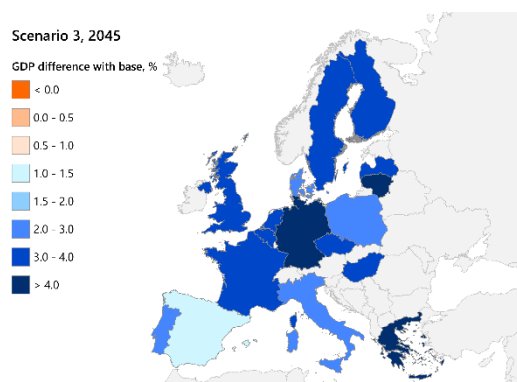 Scenario 3, 2045
GDP difference with base, %
< 0.0
0.0 - 0.5
0.5 - 1.0
1.0 - 1.5
1.5 - 2.0
2.0 - 3.0
3.0 - 4.0
> 4.0